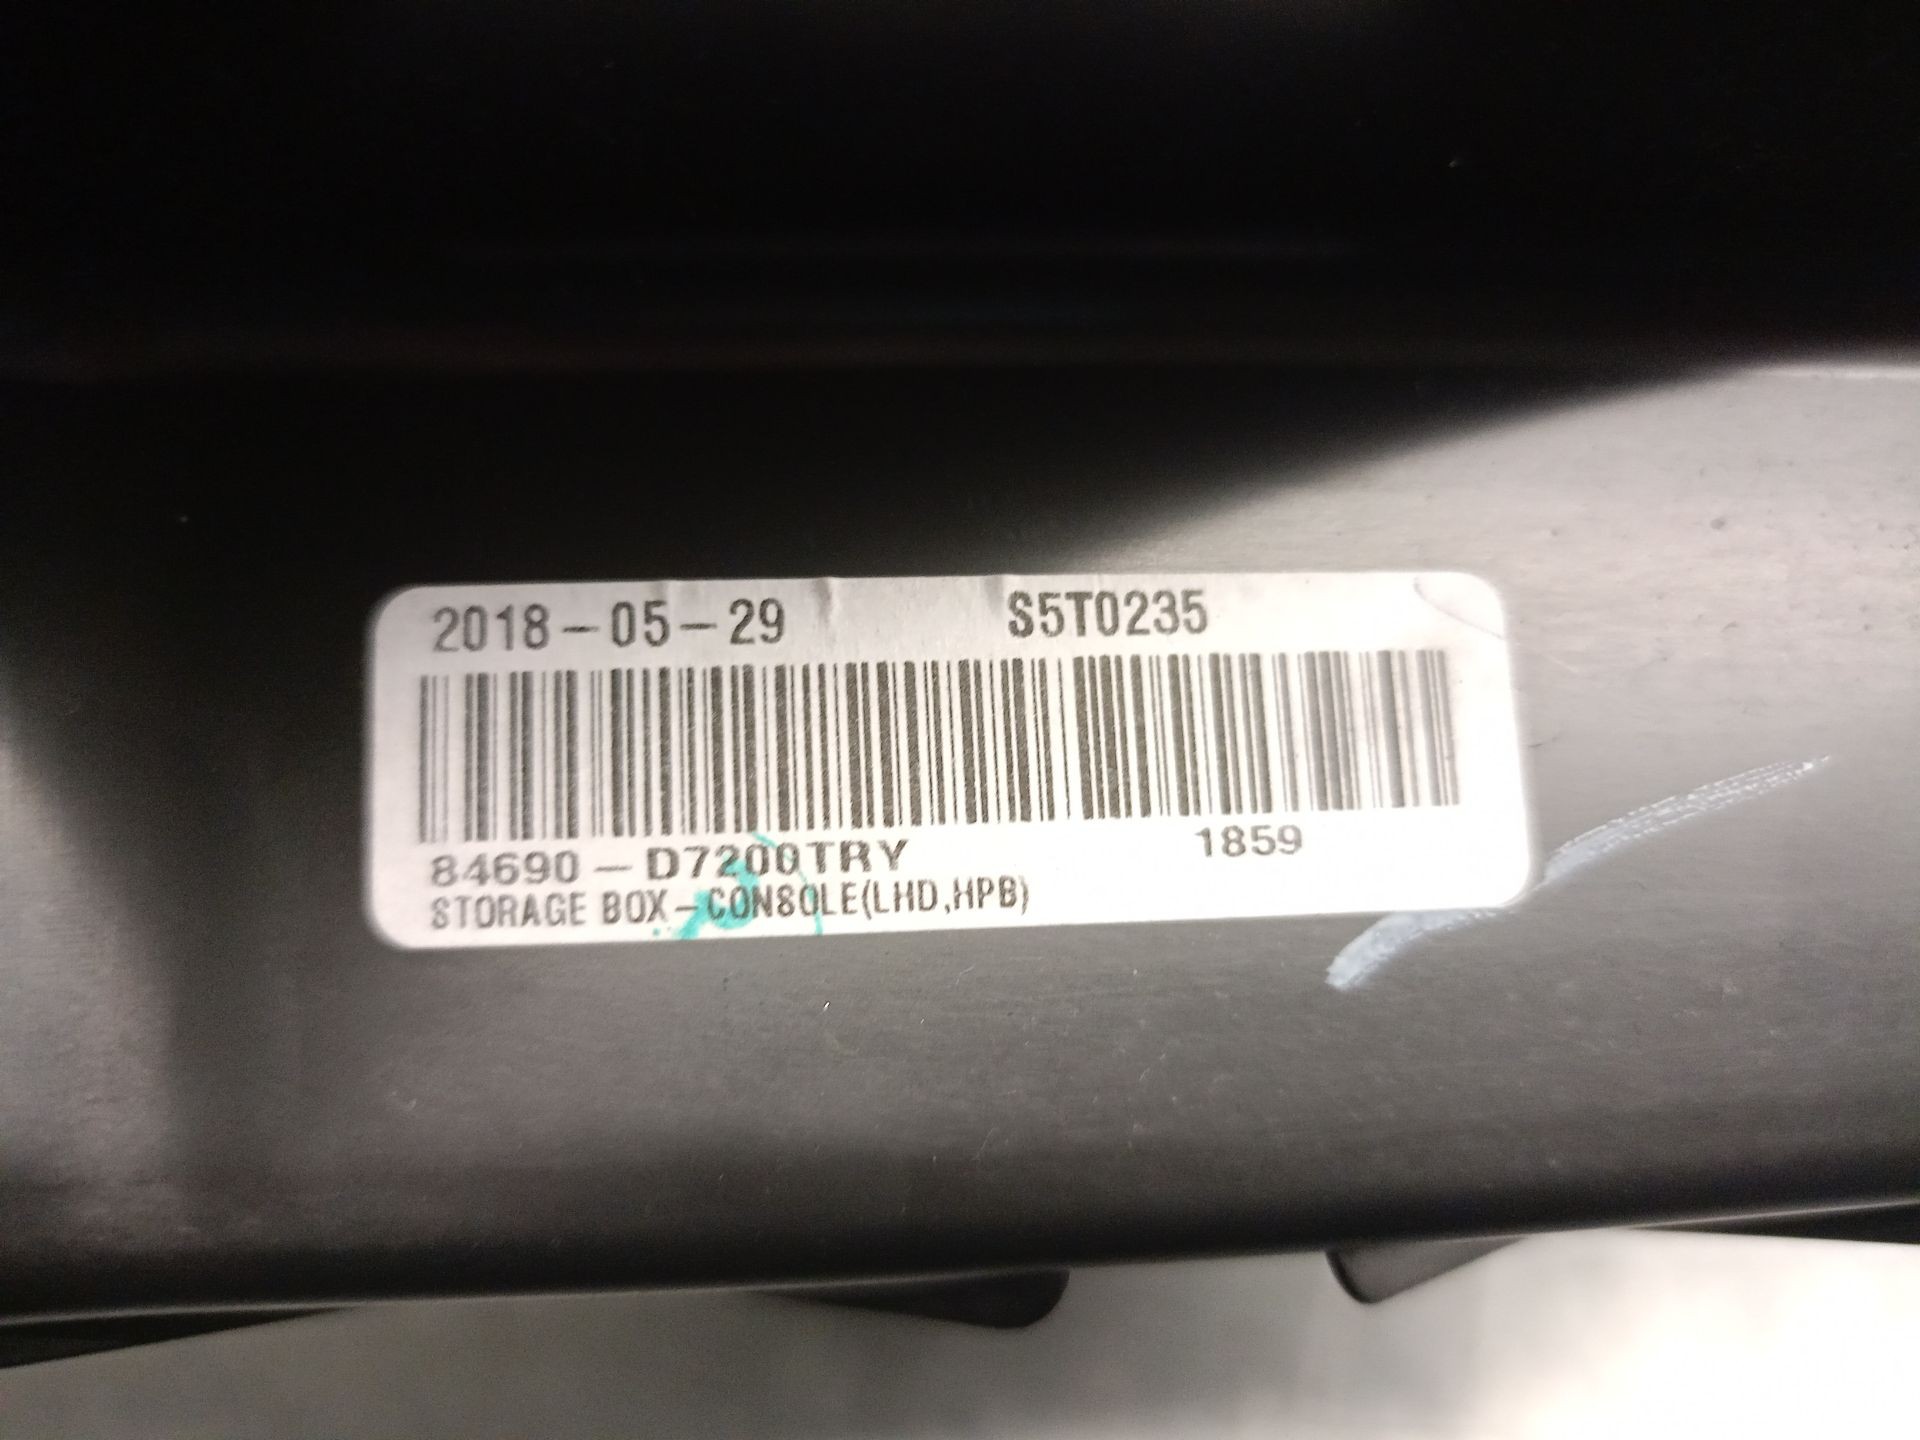 2018-05-29 S5T0235
84690-D7200TRY 1859
STORAGE BOX-CONSOLE(LHD,HPB)